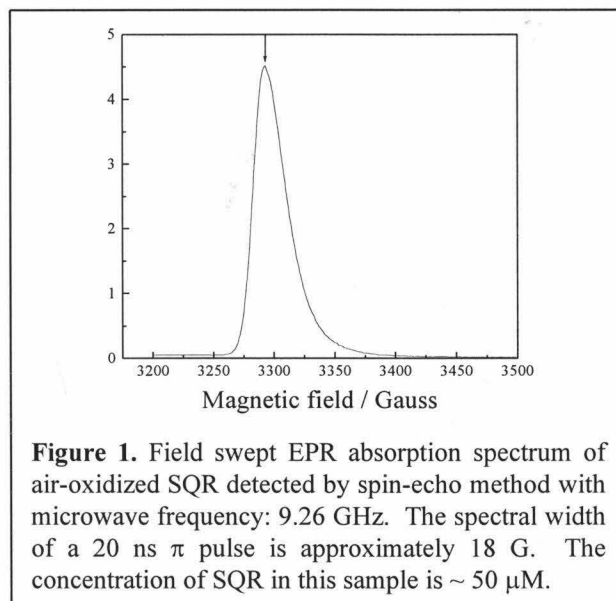 5
4
3
2
1
0
3200 3250 3300 3350 3400 3450 3500
Magnetic field / Gauss
Figure 1. Field swept EPR absorption spectrum of
air-oxidized SQR detected by spin-echo method with
microwave frequency: 9.26 GHz. The spectral width
of a 20 ns π pulse is approximately 18 G. The
concentration of SQR in this sample is ~ 50 μM.